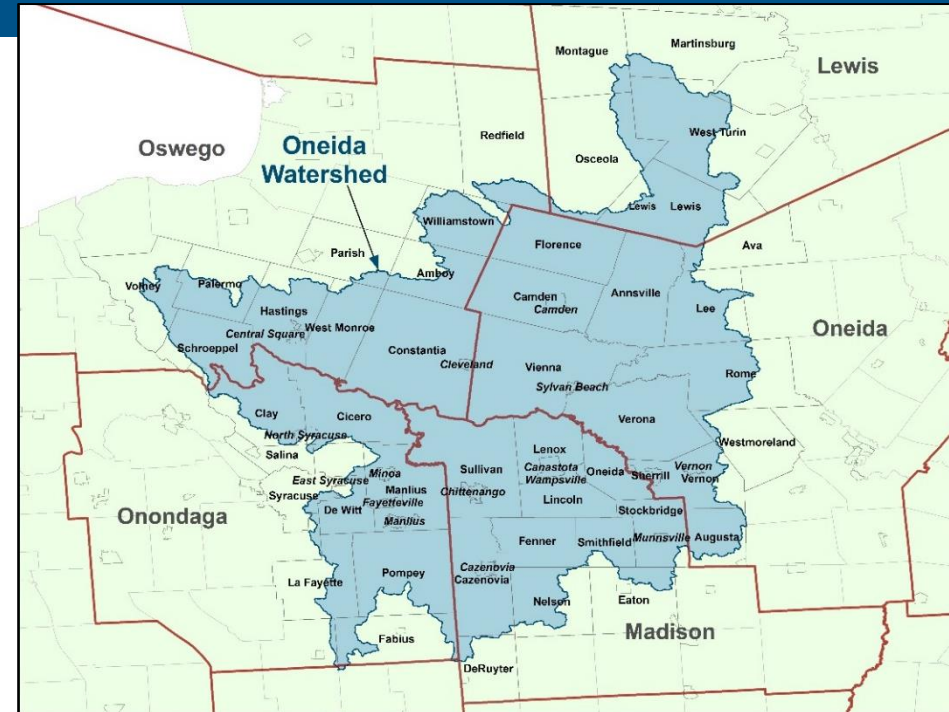 Montague
Martinsburg
Lewis
Redfield
Oswego
Oneida
Watershed
West Turin
Osceola
Lewis
Lewis
Williamstown
Florence
Ava
Parish
Amboy
Volney
Palermo
Camden
Camden
Annsville
Lee
Hastings
Oneida
Central Square
West Monroe
Schroeppel
Constantia
Cleveland
Vienna
Rome
Sylvan Beach
Clay
Cicero
Verona
North Syracuse
Westmoreland
Salina
Lenox
Minoa
Sullivan
Canastota
Oneida
Vernon
East Syracuse
Wampsville
Sherrill
Vernon
Syracuse
Manlius
Chittenango
Fayetteville
Lincoln
De Witt
Stockbridge
Onondaga
Manlius
Fenner
Smithfield
Munnsville
Augusta
Cazenovia
La Fayette
Pompey
Cazenovia
Nelson
Eaton
Fabius
Madison
DeRuyter